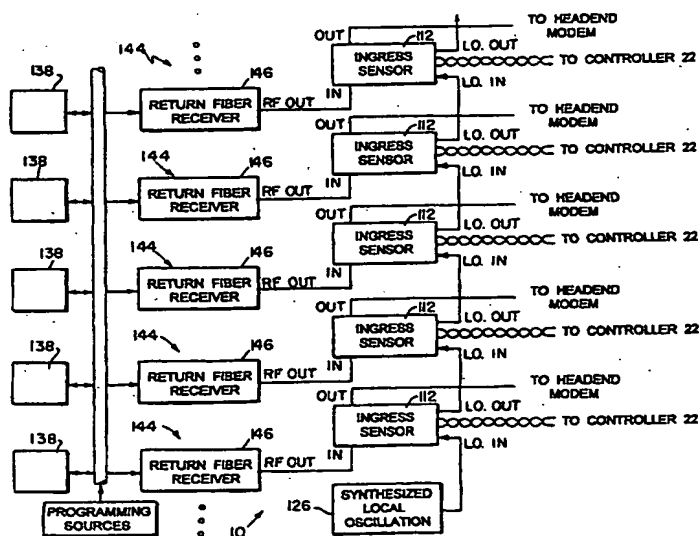 TO HEADEND
MODEM
OUT
112
LO. OUT
144
INGRESS
SENSOR
TO CONTROLLER 22
146
138
IN
LO. IN
RETURN FIBER
RECEIVER
RF OUT
TO HEADEND
MODEM
OUT
112
LO. OUT
144
INGRESS
SENSOR
TO CONTROLLER 22
146
138
IN
LO. IN
RETURN FIBER
RECEIVER
RF OUT
TO HEADEND
MODEM
OUT
112
LO. OUT
144
INGRESS
SENSOR
TO CONTROLLER 22
146
138
IN
LO. IN
RETURN FIBER
RECEIVER
RF OUT
TO HEADEND
MODEM
OUT
112
LO. OUT
144
INGRESS
SENSOR
TO CONTROLLER 22
146
138
IN
LO. IN
RETURN FIBER
RECEIVER
RF OUT
TO HEADEND
MODEM
OUT
112
LO. OUT
144
INGRESS
SENSOR
TO CONTROLLER 22
146
138
IN
LO. IN
RETURN FIBER
RECEIVER
RF OUT
126
SYNTHESIZED
LOCAL
OSCILLATION
PROGRAMMING
SOURCES
10